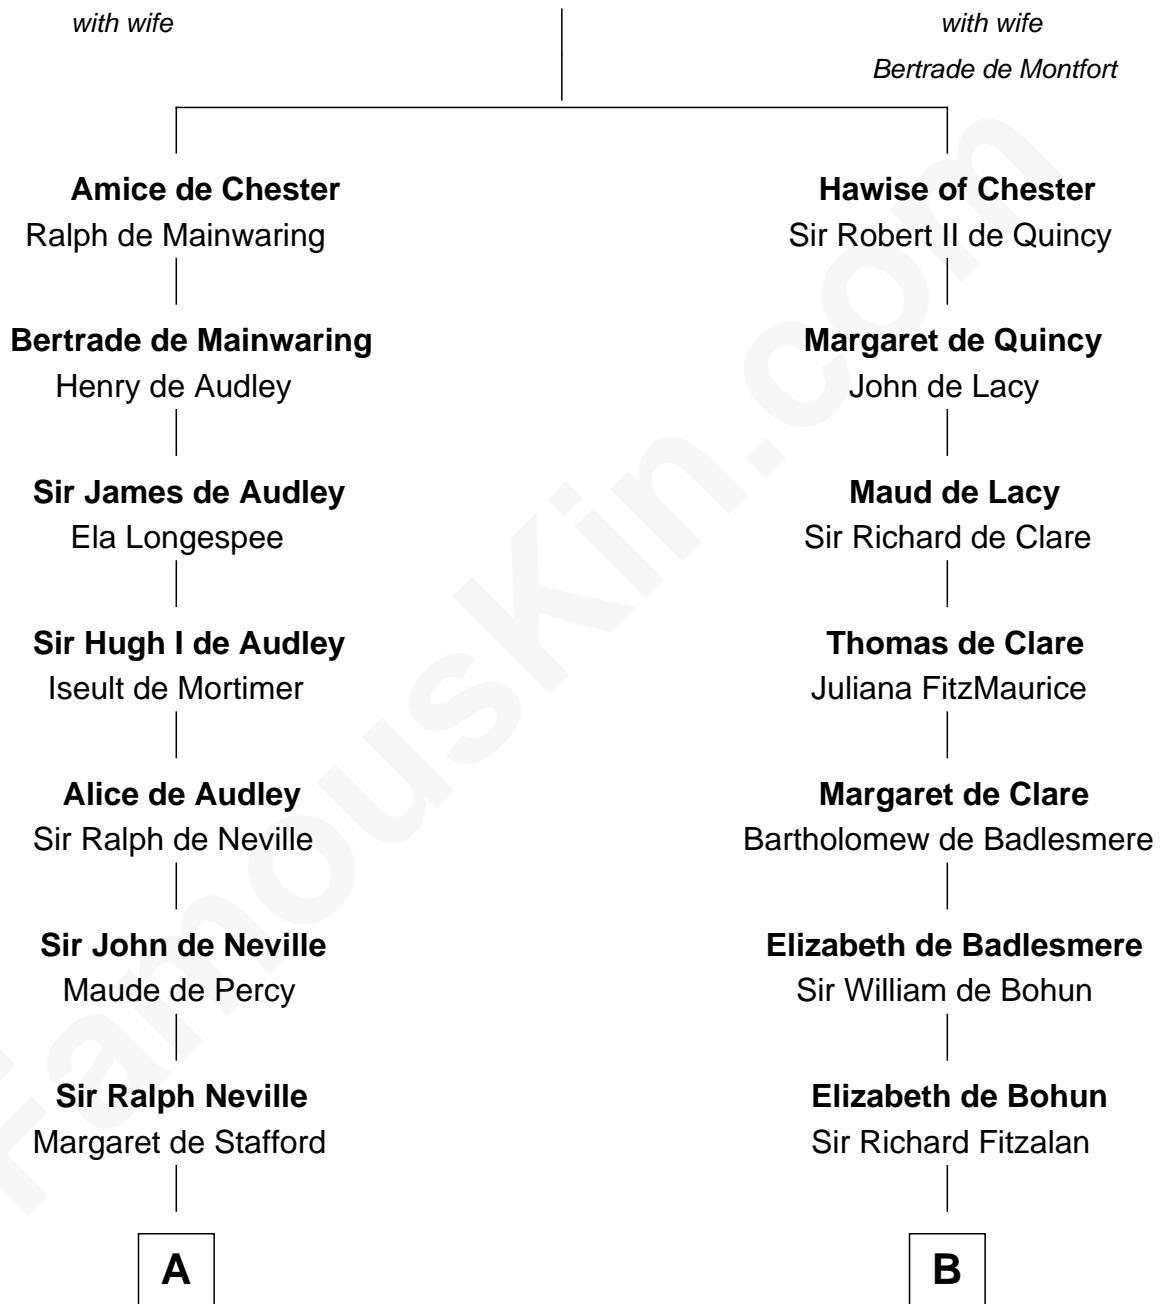 with wife
with wife
Bertrade de Montfort
Amice de Chester
Ralph de Mainwaring
Hawise of Chester
Sir Robert II de Quincy
Bertrade de Mainwaring
Henry de Audley
Margaret de Quincy
John de Lacy
Sir James de Audley
Ela Longespee
Maud de Lacy
Sir Richard de Clare
Sir Hugh I de Audley
Iseult de Mortimer
Thomas de Clare
Juliana FitzMaurice
Alice de Audley
Sir Ralph de Neville
Margaret de Clare
Bartholomew de Badlesmere
Sir John de Neville
Maude de Percy
Elizabeth de Badlesmere
Sir William de Bohun
Sir Ralph Neville
Margaret de Stafford
Elizabeth de Bohun
Sir Richard Fitzalan
A
B
FamousKin.com